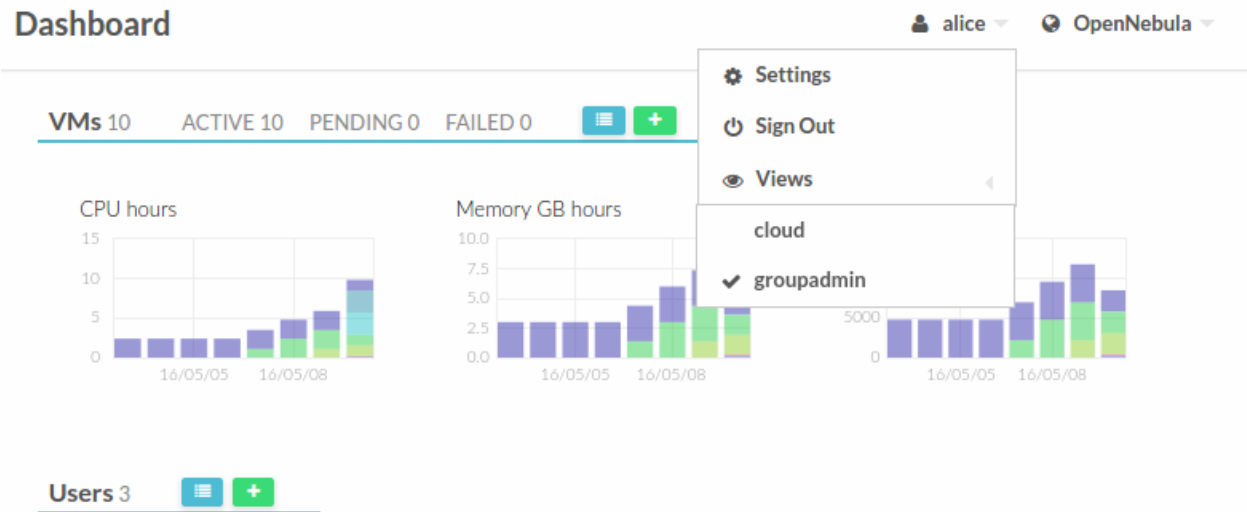 Dashboard
alice
OpenNebula
Settings
Sign Out
Views
cloud
groupadmin
VMs 10 ACTIVE 10 PENDING 0 FAILED 0
CPU hours
15
10
5
0
16/05/05 16/05/08
Memory GB hours
10.0
7.5
5.0
2.5
0.0
16/05/05 16/05/08
5000
0
16/05/05 16/05/08
Users 3